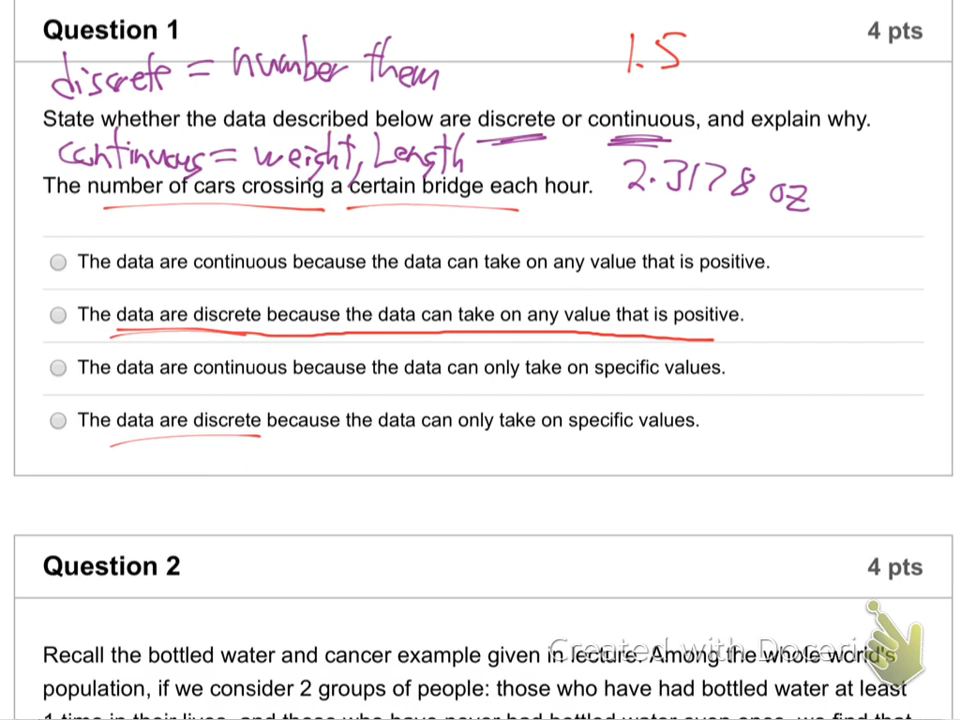 Question 1
4 pts
discrete = number them
1.5
State whether the data described below are discrete or continuous, and explain why.
continuous = weight, Length
The number of cars crossing a certain bridge each hour.
2.3178 oz
The data are continuous because the data can take on any value that is positive.
The data are discrete because the data can take on any value that is positive.
The data are continuous because the data can only take on specific values.
The data are discrete because the data can only take on specific values.
Question 2
4 pts
Created with Doceri
Recall the bottled water and cancer example given in lecture. Among the whole world's
population, if we consider 2 groups of people: those who have had bottled water at least